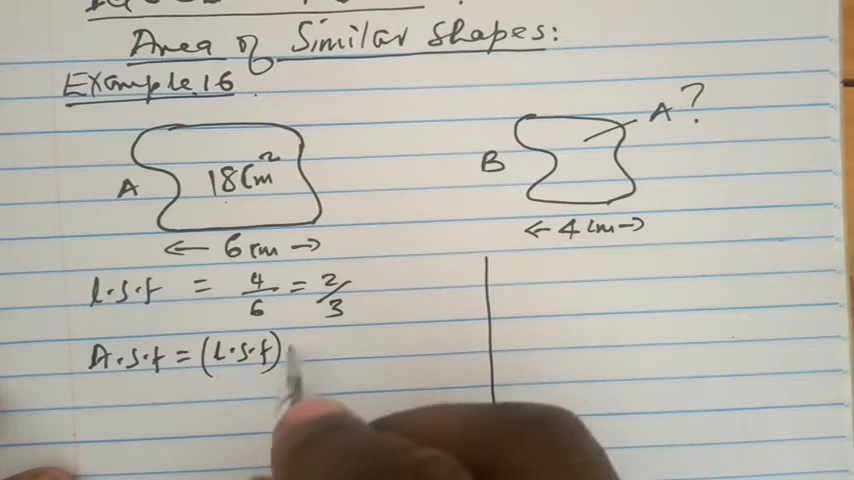 Area of Similar Shapes:
Example 16
A 18Cm²
B A?
← 6cm →
← 4cm →
l.s.f = 4/6 = 2/3
A.s.f = (l.s.f)